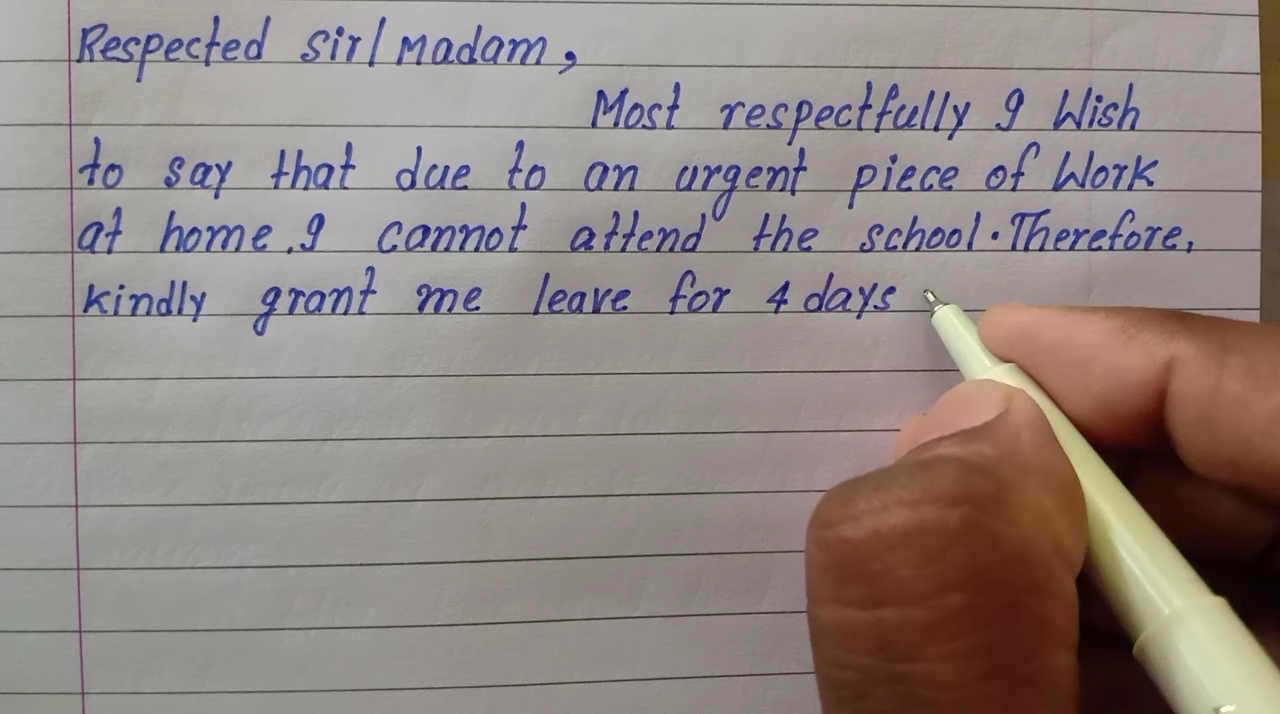 Respected Sir/Madam,
Most respectfully I Wish
to say that due to an urgent piece of Work
at home.I cannot attend the school.Therefore,
kindly grant me leave for 4 days